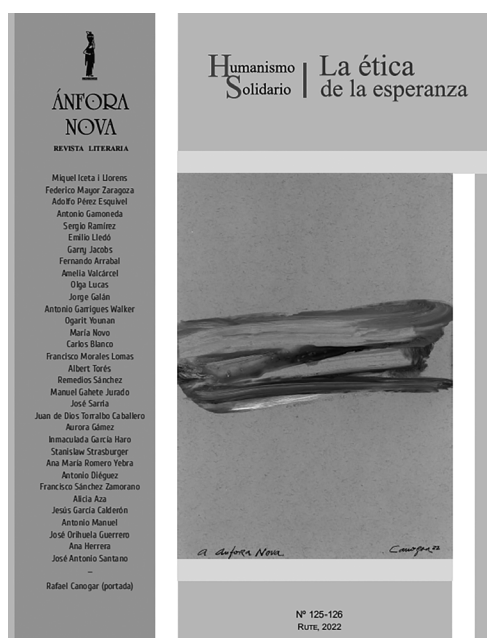 ÁNFORA
NOVA
REVISTA LITERARIA
Miquel Iceta i Llorens
Federico Mayor Zaragoza
Adolfo Pérez Esquivel
Antonio Gamoneda
Sergio Ramírez
Emilio Lledó
Garry Jacobs
Fernando Arrabal
Amelia Valcárcel
Olga Lucas
Jorge Galán
Antonio Garrigues Walker
Ogarit Younan
María Novo
Carlos Blanco
Francisco Morales Lomas
Albert Torés
Remedios Sánchez
Manuel Gahete Jurado
José Sarria
Juan de Dios Torralbo Caballero
Aurora Gámez
Inmaculada García Haro
Stanislaw Strasburger
Ana María Romero Yebra
Antonio Diéguez
Francisco Sánchez Zamorano
Alicia Aza
Jesús García Calderón
Antonio Manuel
José Orihuela Guerrero
Ana Herrera
José Antonio Santano
–
Rafael Canogar (portada)
Humanismo
Solidario
La ética
de la esperanza
a Anfora Nova
Canogar 22
Nº 125-126
RUTE, 2022